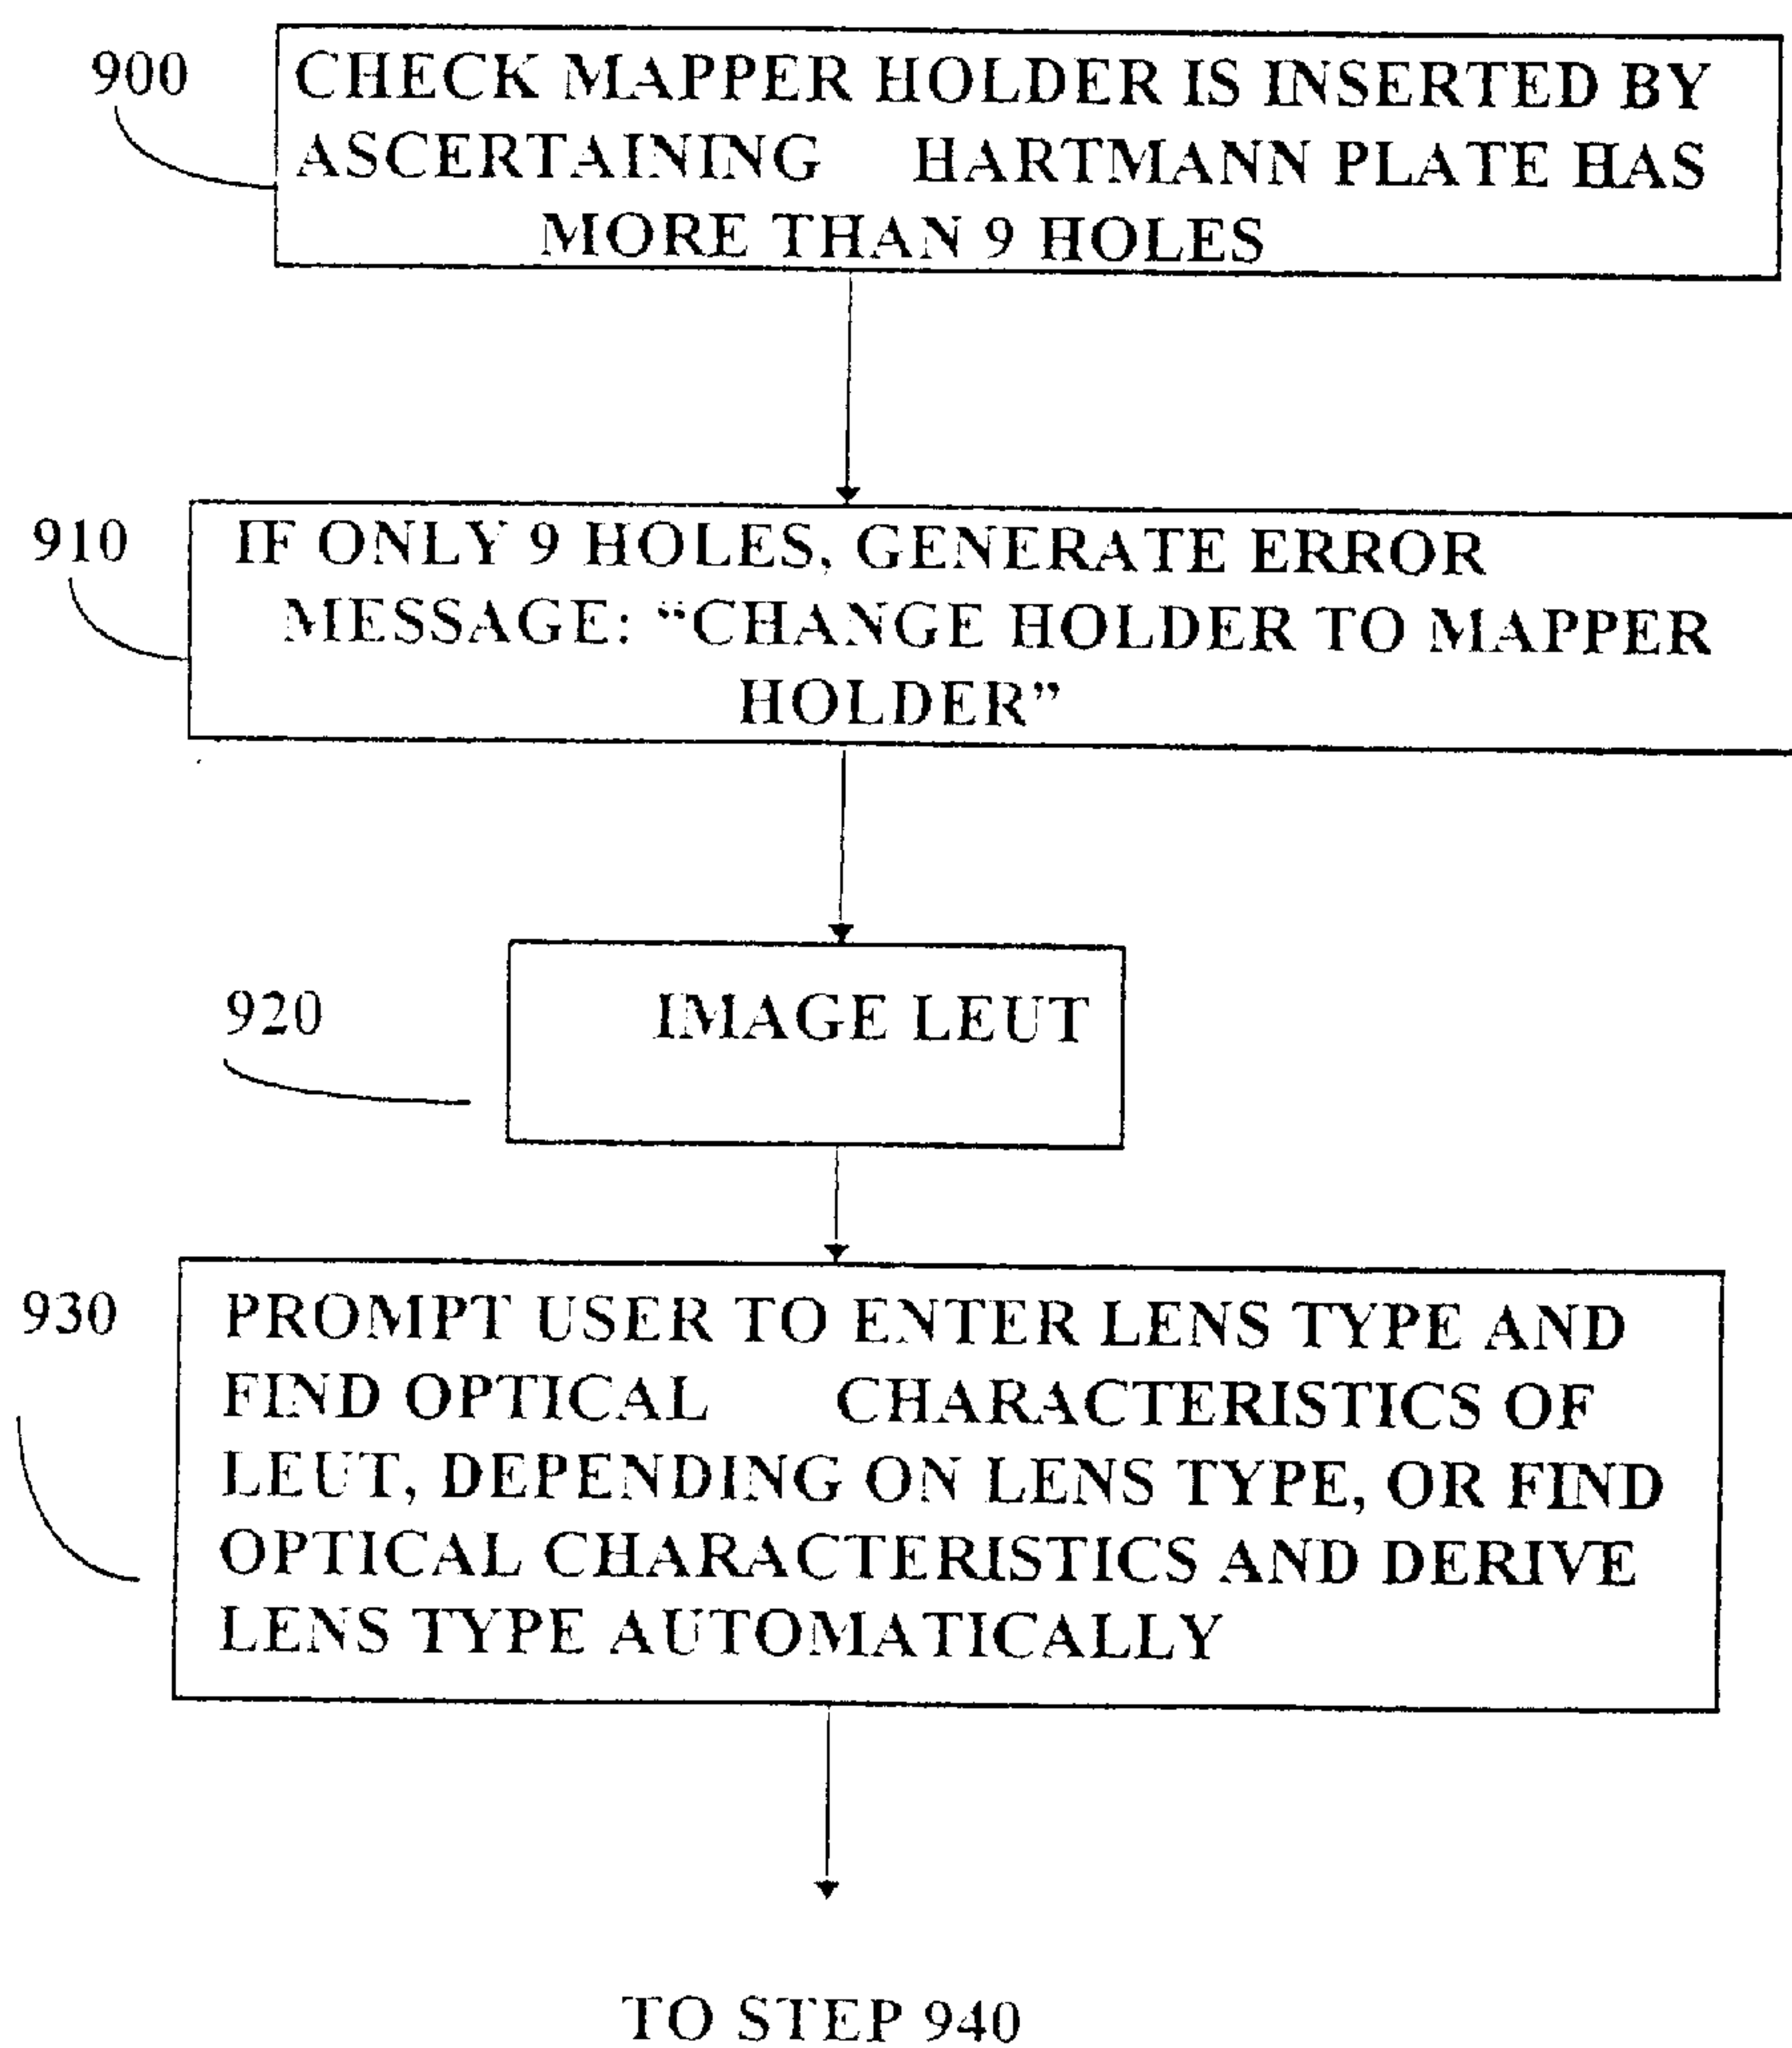 900
CHECK MAPPER HOLDER IS INSERTED BY
ASCERTAINING HARTMANN PLATE HAS
MORE THAN 9 HOLES
910
IF ONLY 9 HOLES, GENERATE ERROR
MESSAGE: “CHANGE HOLDER TO MAPPER
HOLDER”
920
IMAGE LEUT
930
PROMPT USER TO ENTER LENS TYPE AND
FIND OPTICAL CHARACTERISTICS OF
LEUT, DEPENDING ON LENS TYPE, OR FIND
OPTICAL CHARACTERISTICS AND DERIVE
LENS TYPE AUTOMATICALLY
TO STEP 940